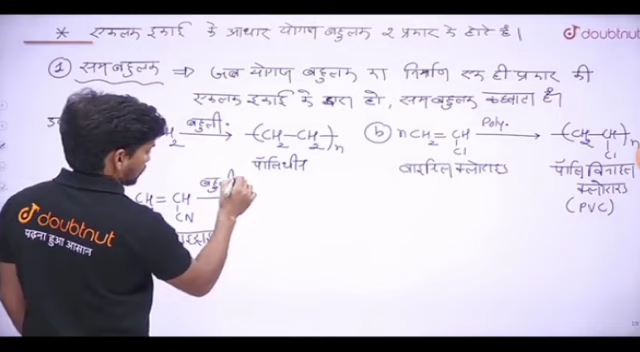 * एकलक इकाई के आधार योगज बहुलक २ प्रकार के होते है।
doubtnut
① समबहुलक ⇒ जब योगज बहुलक का निर्माण एक ही प्रकार की
एकलक इकाई के द्वारा हो, समबहुलक कहलाता है।
बहुली.
CH₂ → -(CH₂-CH₂)-n
पॉलिथीन
ⓑ nCH₂=CH-Cl Poly. → -(CH₂-CH-Cl)-n
वाइनिल क्लोराइड
पॉलि विनाइल
क्लोराइड
(PVC)
CH=CH-CN
doubtnut
पढ़ना हुआ आसान